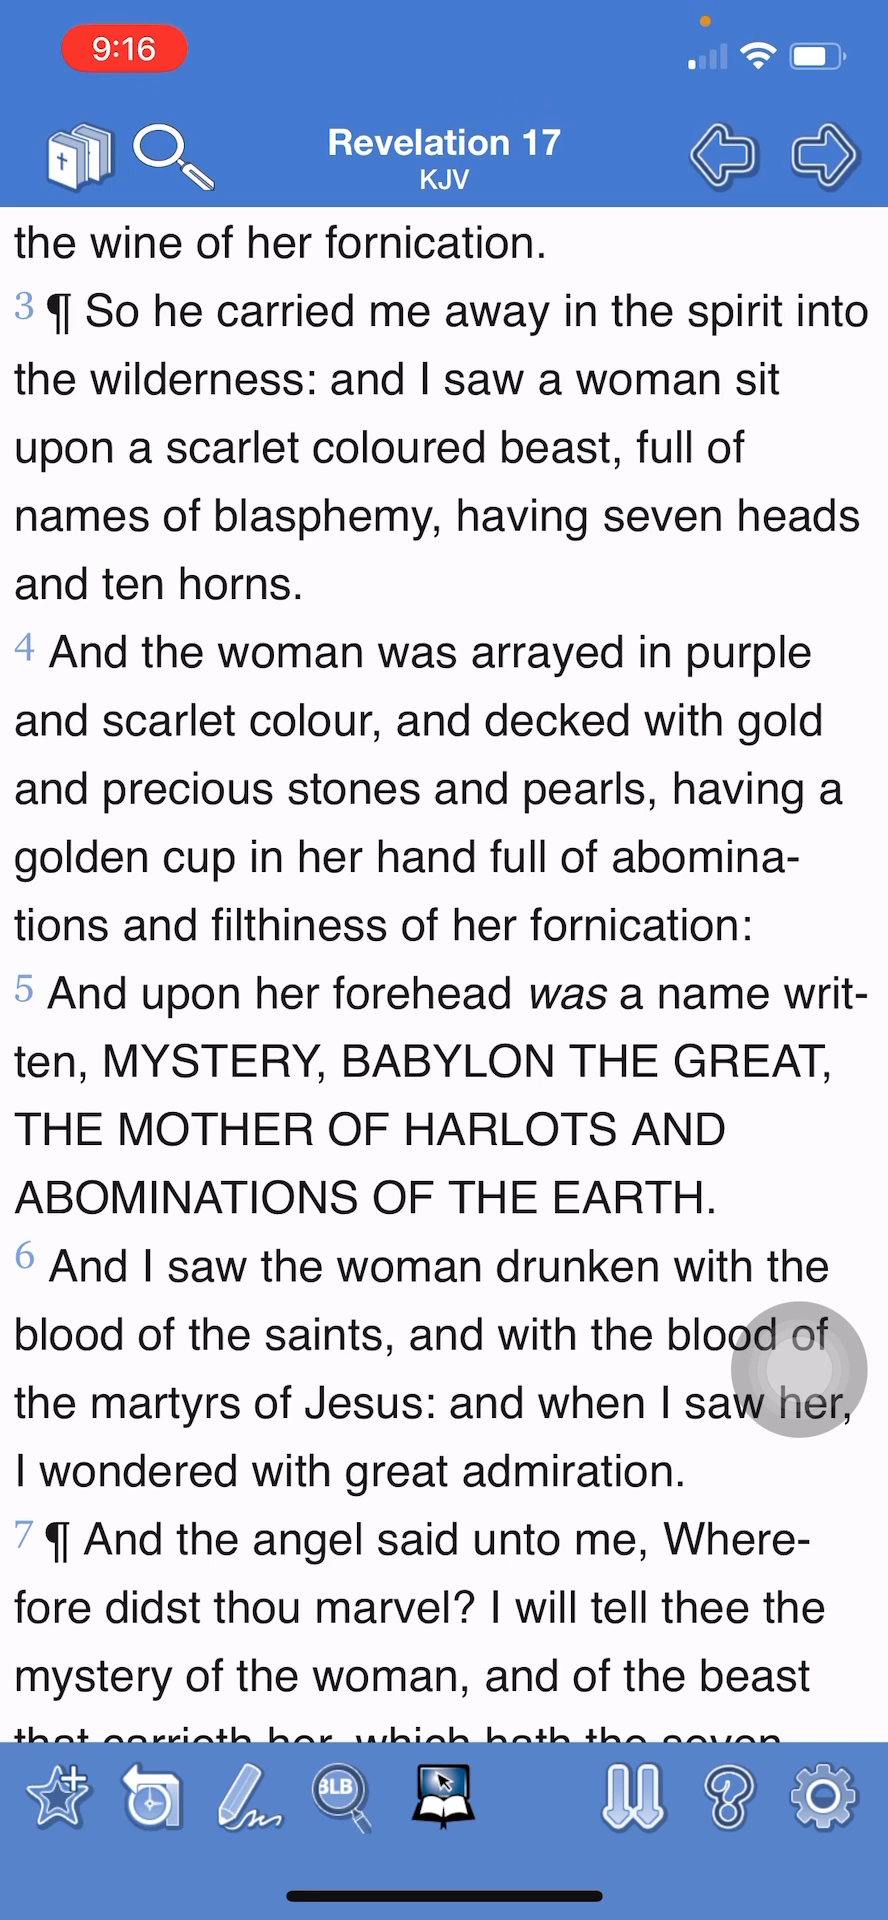 9:16
Revelation 17
KJV
the wine of her fornication.
3 ¶ So he carried me away in the spirit into
the wilderness: and I saw a woman sit
upon a scarlet coloured beast, full of
names of blasphemy, having seven heads
and ten horns.
4 And the woman was arrayed in purple
and scarlet colour, and decked with gold
and precious stones and pearls, having a
golden cup in her hand full of abomina-
tions and filthiness of her fornication:
5 And upon her forehead was a name writ-
ten, MYSTERY, BABYLON THE GREAT,
THE MOTHER OF HARLOTS AND
ABOMINATIONS OF THE EARTH.
6 And I saw the woman drunken with the
blood of the saints, and with the blood of
the martyrs of Jesus: and when I saw her,
I wondered with great admiration.
7 ¶ And the angel said unto me, Where-
fore didst thou marvel? I will tell thee the
mystery of the woman, and of the beast
that carrieth her, which hath the seven
BLB